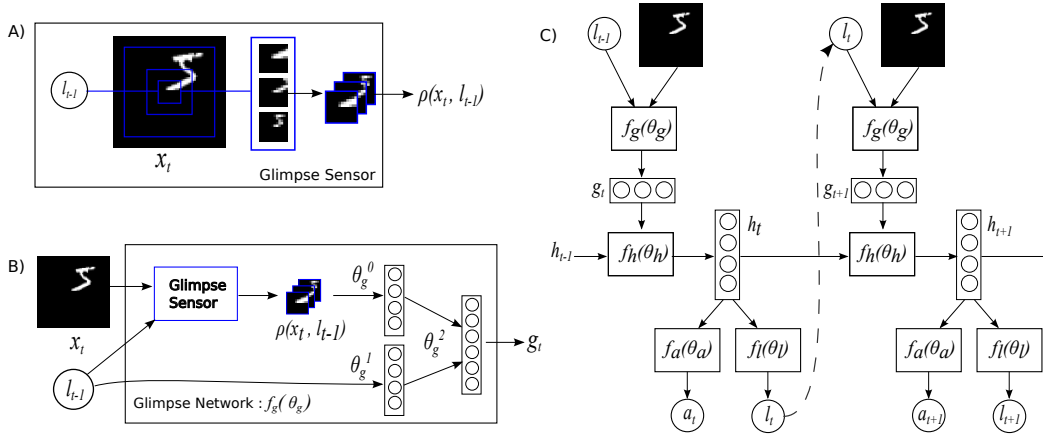 A)
l_{t-1}
x_t
ρ(x_t, l_{t-1})
Glimpse Sensor
B)
x_t
l_{t-1}
Glimpse
Sensor
ρ(x_t, l_{t-1})
θ_g^0
θ_g^1
θ_g^2
g_t
Glimpse Network : f_g(θ_g)
C)
l_{t-1}
l_t
f_g(θ_g)
f_g(θ_g)
g_t
g_{t+1}
h_t
h_{t+1}
h_{t-1}
f_h(θ_h)
f_h(θ_h)
f_a(θ_a)
f_l(θ_l)
f_a(θ_a)
f_l(θ_l)
a_t
l_t
a_{t+1}
l_{t+1}